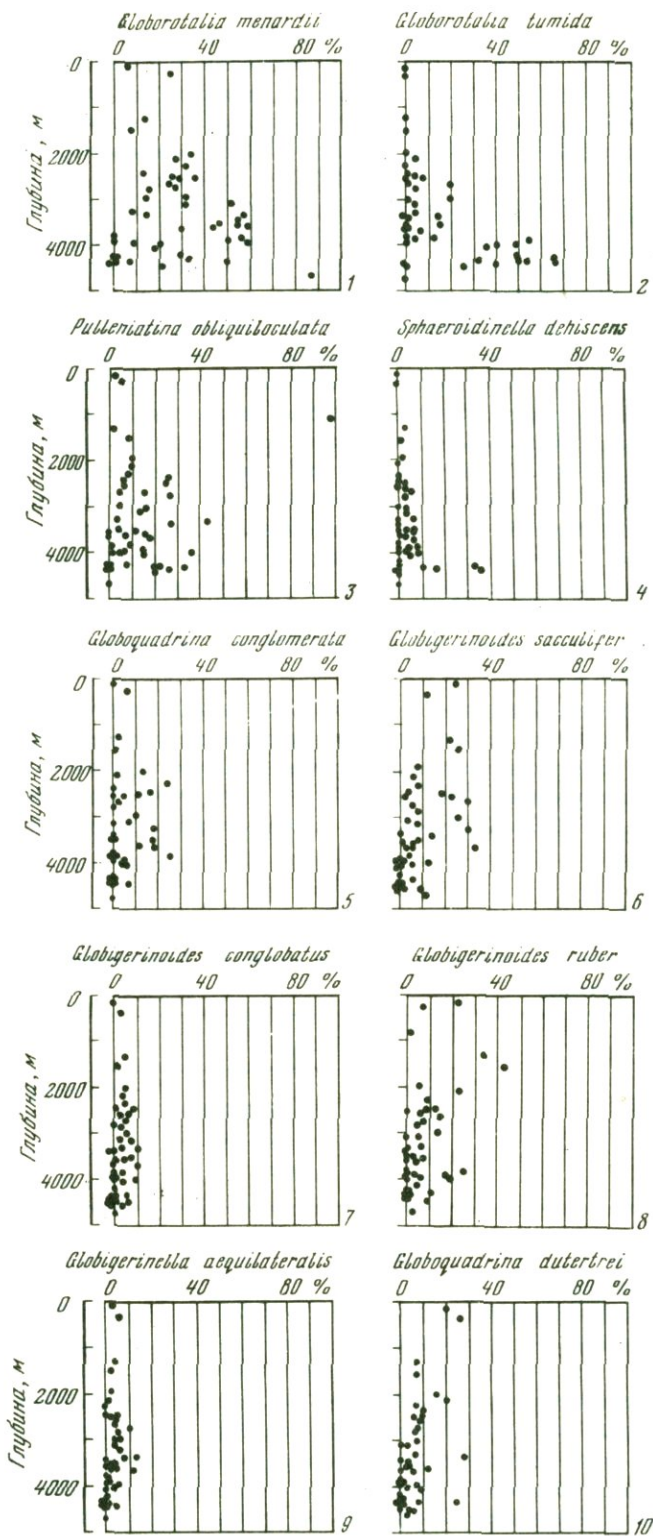 Globorotalia menardii
0 40 80 %
Globorotalia tumida
0 40 80 %
0
2000
4000
Глубина, м
1
2
Pulleniatina obliquiloculata
0 40 80 %
Sphaeroidinella dehiscens
0 40 80 %
0
2000
4000
Глубина, м
3
4
Globoquadrina conglomerata
0 40 80 %
Globigerinoides sacculifer
0 40 80 %
0
2000
4000
Глубина, м
5
6
Globigerinoides conglobatus
0 40 80 %
Globigerinoides ruber
0 40 80 %
0
2000
4000
Глубина, м
7
8
Globigerinella aequilateralis
0 40 80 %
Globoquadrina dutertrei
0 40 80 %
0
2000
4000
Глубина, м
9
10